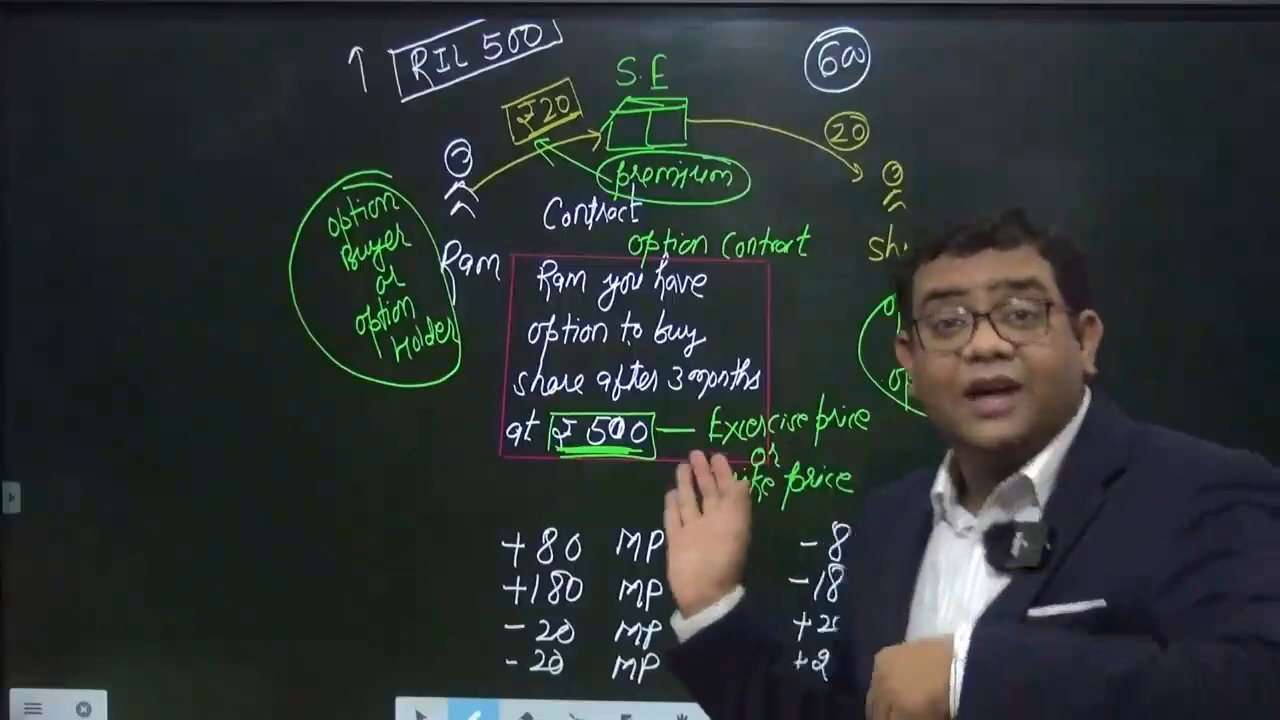 RIL 500
S.E
600
₹20
20
premium
Contract
option Contract
option
Buyer
or
option
Holder
Ram
Ram you have
option to buy
share after 3 months
at ₹ 500 — Excercise price
or
price
+80 MP
+180 MP
-20 MP
-20 MP